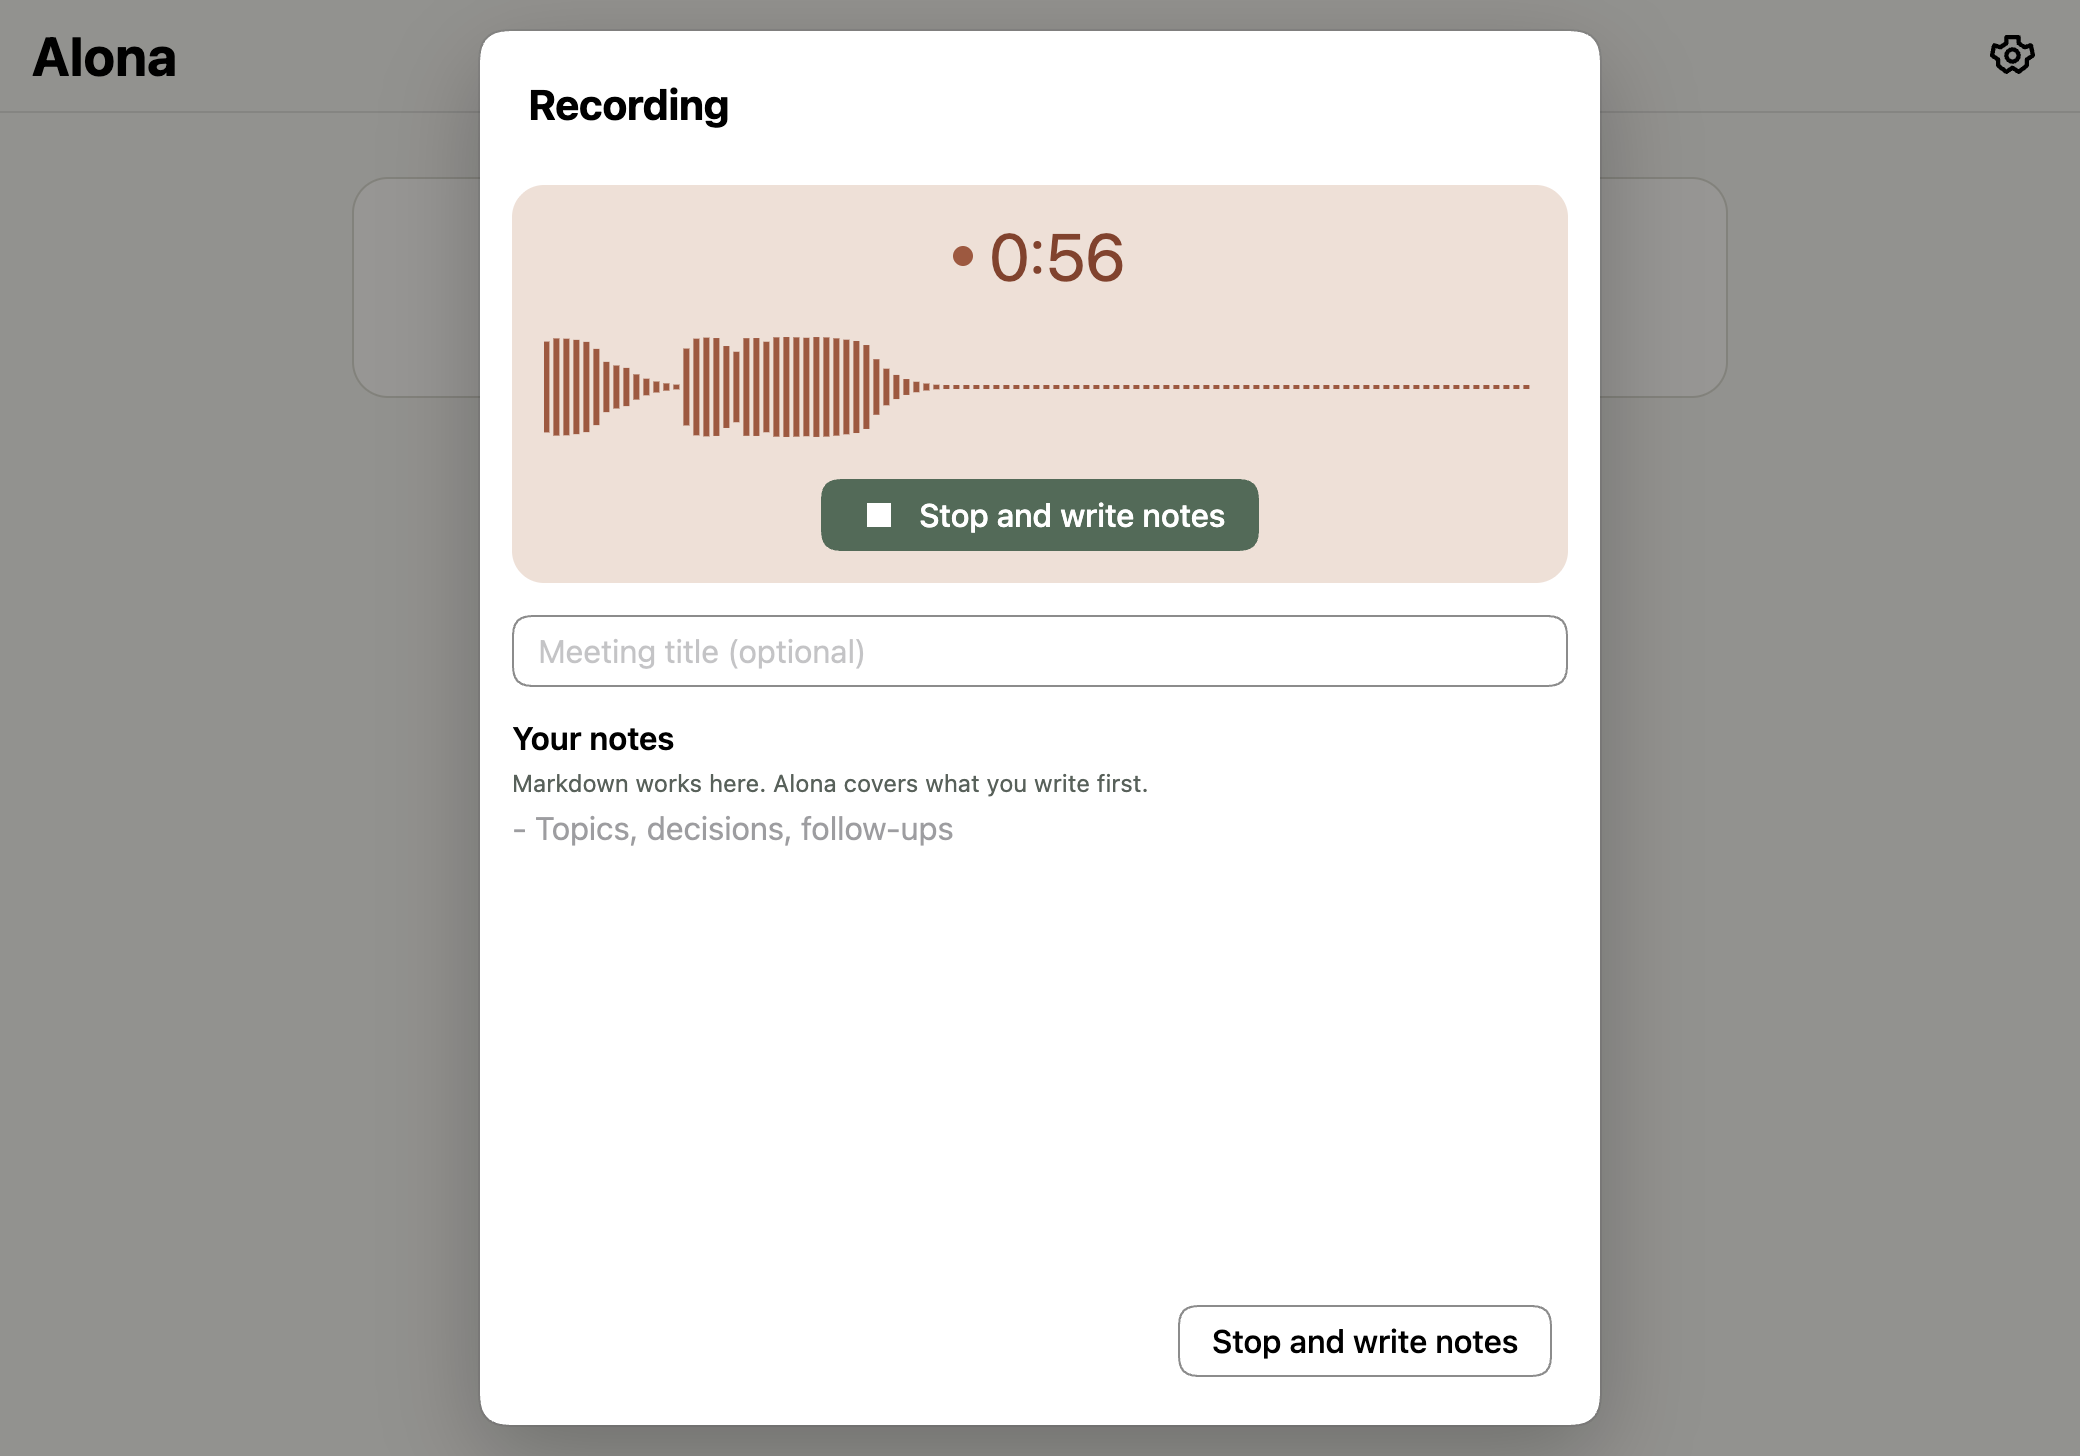 Alona
Recording
0:56
Stop and write notes
Meeting title (optional)
Your notes
Markdown works here. Alona covers what you write first.
- Topics, decisions, follow-ups
Stop and write notes